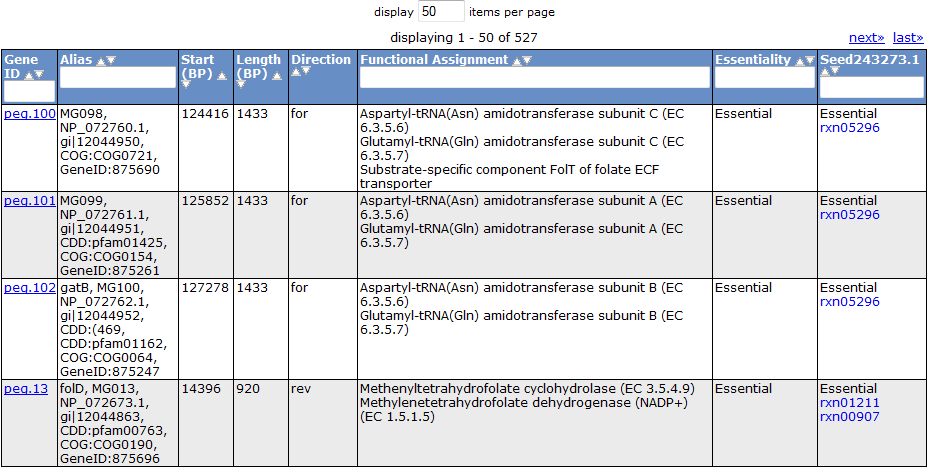 display 50 items per page
displaying 1 - 50 of 527 next» last»
Gene ID Alias Start (BP) Length (BP) Direction Functional Assignment Essentiality Seed243273.1
peg.100 MG098, 124416 1433 for Aspartyl-tRNA(Asn) amidotransferase subunit C (EC Essential Essential
NP_072760.1, 6.3.5.6) rxn05296
gi|12044950, Glutamyl-tRNA(Gln) amidotransferase subunit C (EC
COG:COG0721, 6.3.5.7)
GeneID:875690 Substrate-specific component FolT of folate ECF
transporter
peg.101 MG099, 125852 1433 for Aspartyl-tRNA(Asn) amidotransferase subunit A (EC Essential Essential
NP_072761.1, 6.3.5.6) rxn05296
gi|12044951, Glutamyl-tRNA(Gln) amidotransferase subunit A (EC
CDD:pfam01425, 6.3.5.7)
COG:COG0154,
GeneID:875261
peg.102 gatB, MG100, 127278 1433 for Aspartyl-tRNA(Asn) amidotransferase subunit B (EC Essential Essential
NP_072762.1, 6.3.5.6) rxn05296
gi|12044952, Glutamyl-tRNA(Gln) amidotransferase subunit B (EC
CDD:(469, 6.3.5.7)
CDD:pfam01162,
COG:COG0064,
GeneID:875247
peg.13 folD, MG013, 14396 920 rev Methenyltetrahydrofolate cyclohydrolase (EC 3.5.4.9) Essential Essential
NP_072673.1, Methylenetetrahydrofolate dehydrogenase (NADP+) rxn01211
gi|12044863, (EC 1.5.1.5) rxn00907
CDD:pfam00763,
COG:COG0190,
GeneID:875696